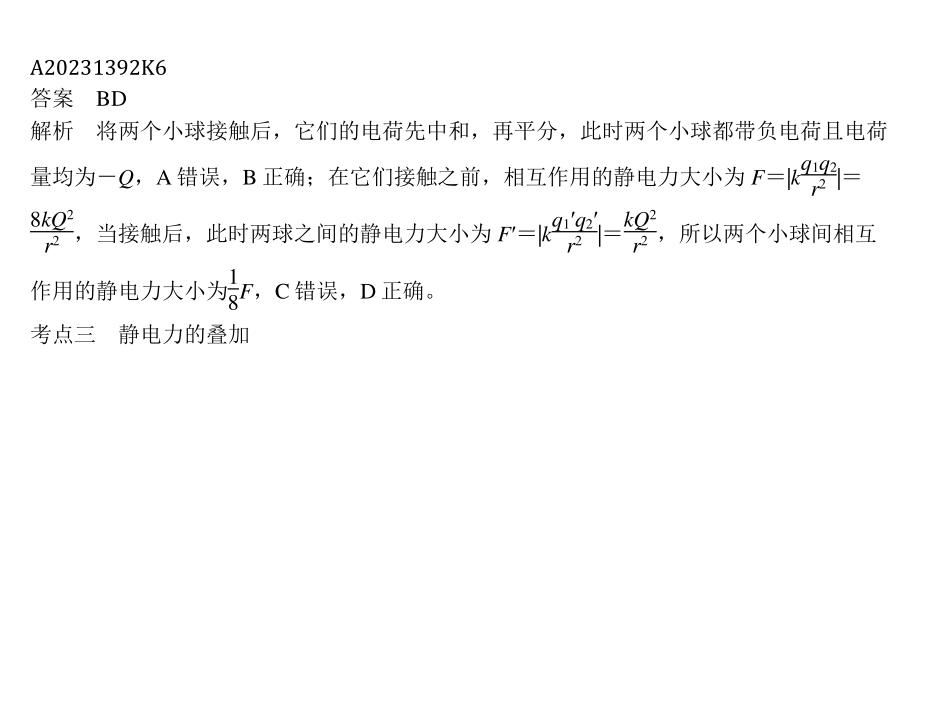 A20231392K6
答案　BD
解析　将两个小球接触后，它们的电荷先中和，再平分，此时两个小球都带负电荷且电荷
量均为－Q，A 错误，B 正确；在它们接触之前，相互作用的静电力大小为 F＝|k\frac{q_1q_2}{r^2}|＝
\frac{8kQ^2}{r^2}，当接触后，此时两球之间的静电力大小为 F′＝|k\frac{q_1′q_2′}{r^2}|＝\frac{kQ^2}{r^2}，所以两个小球间相互
作用的静电力大小为\frac{1}{8}F，C 错误，D 正确。
考点三　静电力的叠加